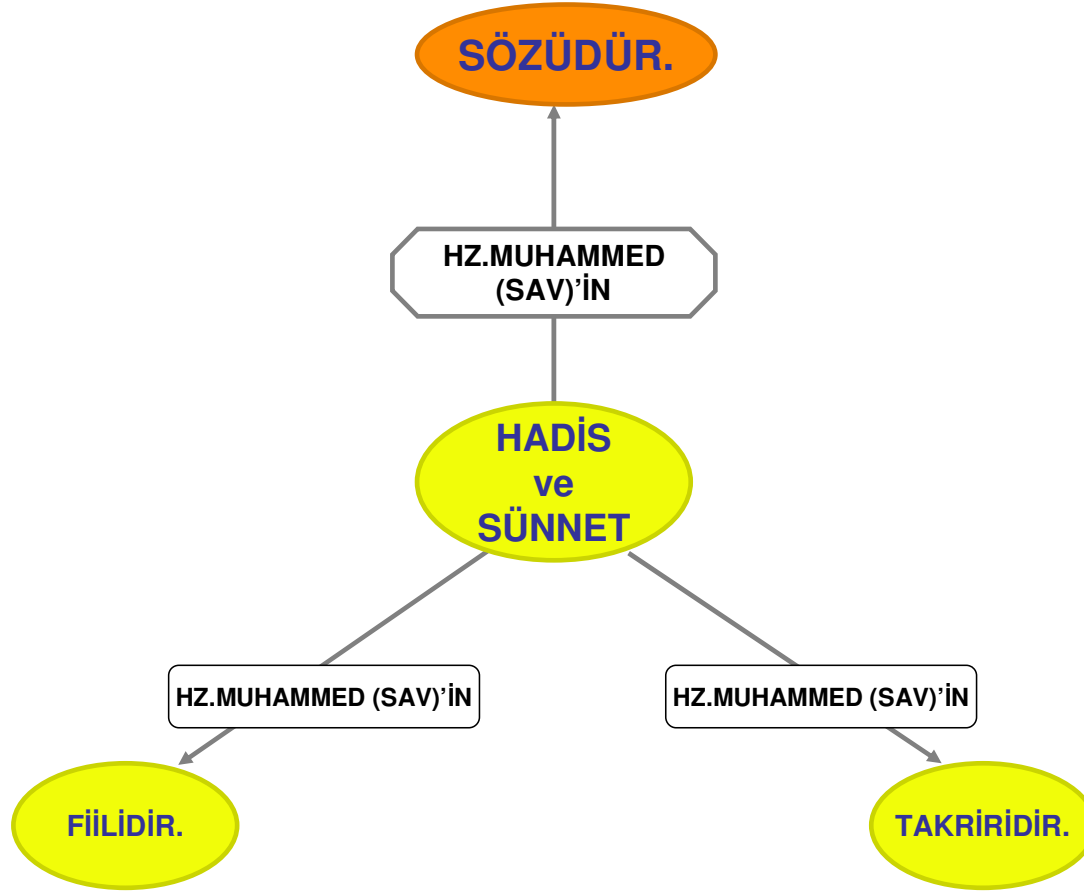 SÖZÜDÜR.
HZ.MUHAMMED
(SAV)’İN
HADİS
ve
SÜNNET
HZ.MUHAMMED (SAV)’İN
HZ.MUHAMMED (SAV)’İN
FİİLİDİR.
TAKRİRİDİR.